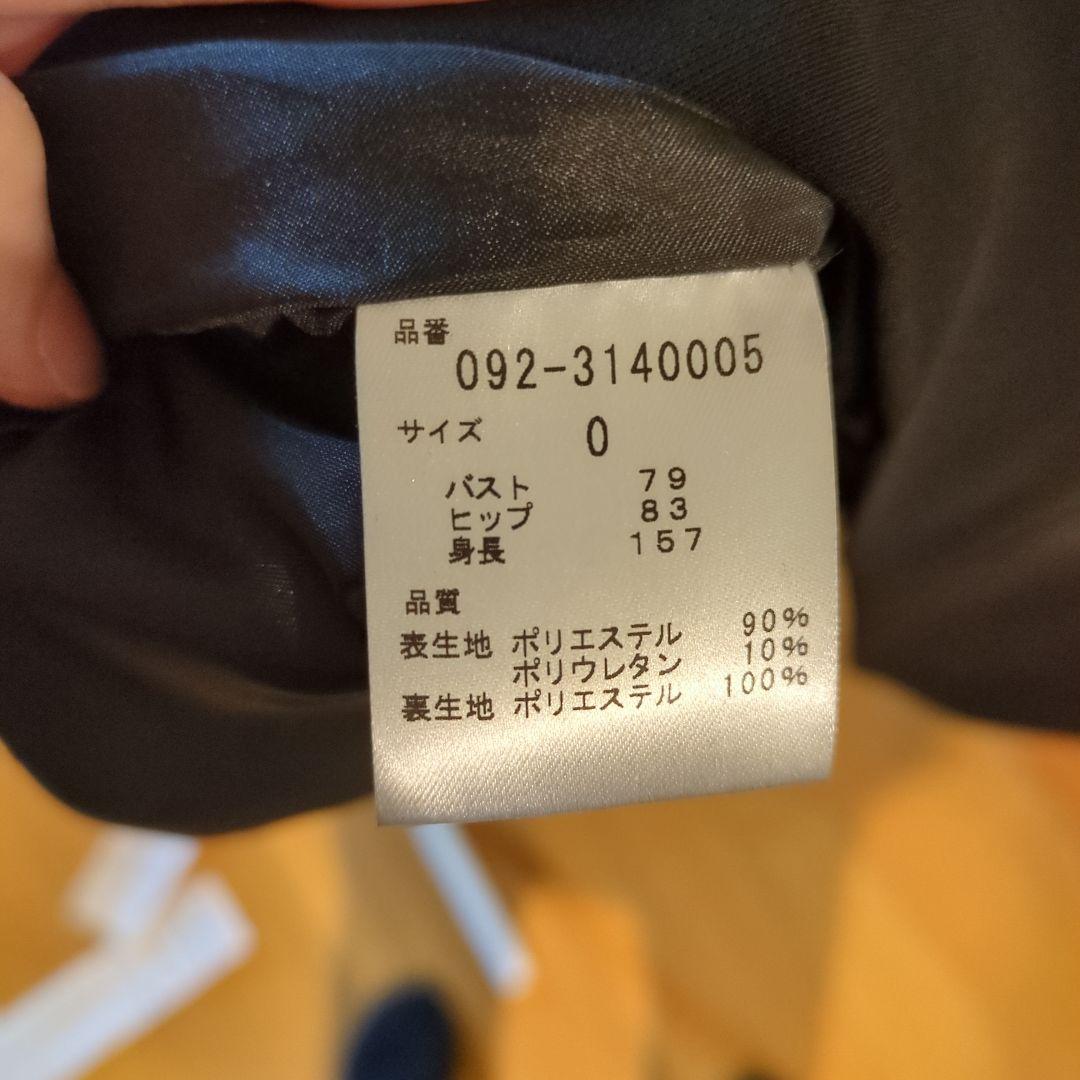 品番
092-3140005
サイズ 0
バスト 79
ヒップ 83
身長 157
品質
表生地 ポリエステル 90%
ポリウレタン 10%
裏生地 ポリエステル 100%